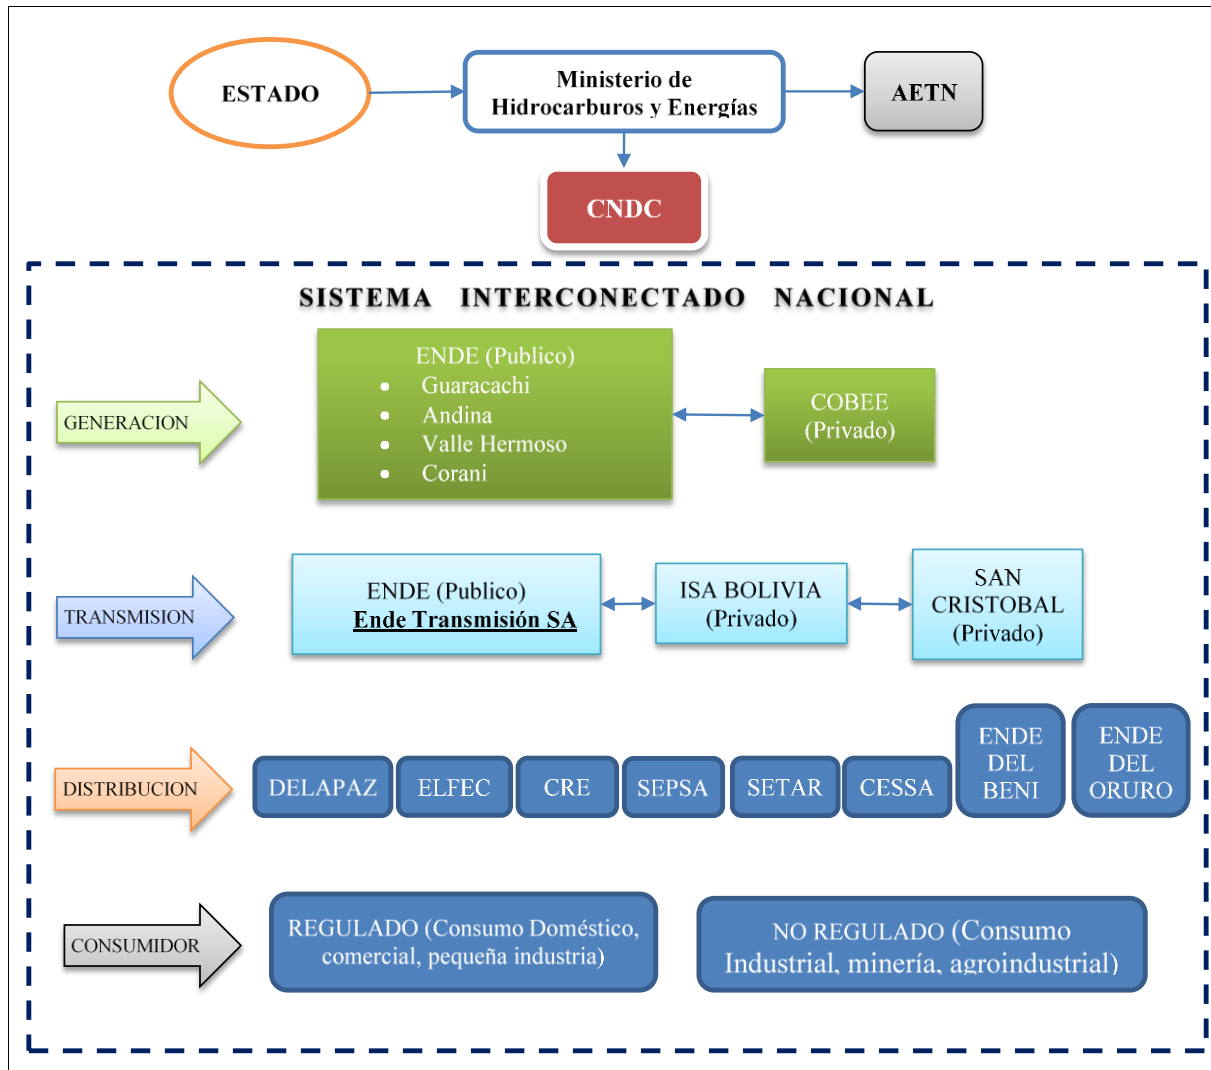 ESTADO
Ministerio de
Hidrocarburos y Energías
AETN
CNDC
SISTEMA INTERCONECTADO NACIONAL
GENERACION
ENDE (Publico)
• Guaracachi
• Andina
• Valle Hermoso
• Corani
COBEE
(Privado)
TRANSMISION
ENDE (Publico)
Ende Transmisión SA
ISA BOLIVIA
(Privado)
SAN
CRISTOBAL
(Privado)
DISTRIBUCION
DELAPAZ
ELFEC
CRE
SEPSA
SETAR
CESSA
ENDE
DEL
BENI
ENDE
DEL
ORURO
CONSUMIDOR
REGULADO (Consumo Doméstico,
comercial, pequeña industria)
NO REGULADO (Consumo
Industrial, minería, agroindustrial)